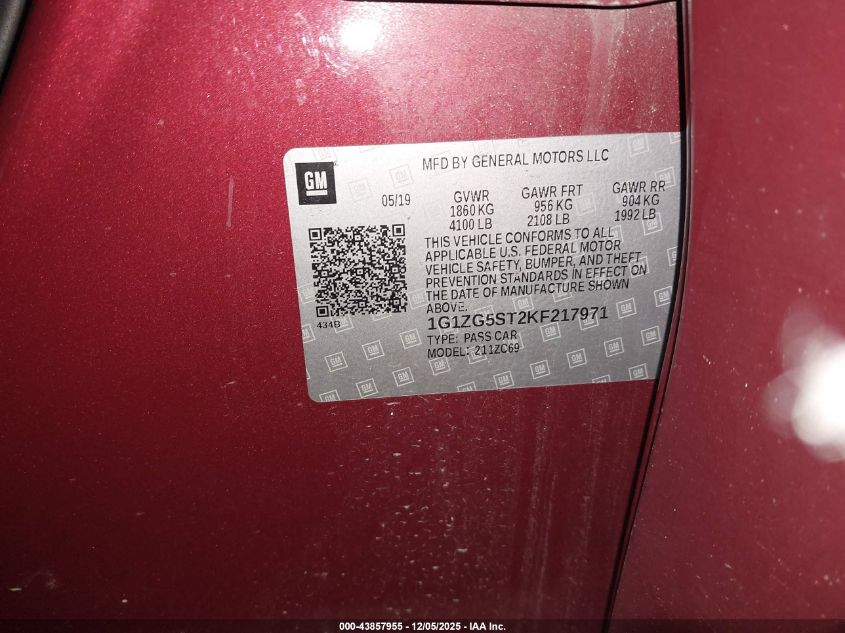 GM
MFD BY GENERAL MOTORS LLC
05/19
GVWR
1860 KG
4100 LB
GAWR FRT
956 KG
2108 LB
GAWR RR
904 KG
1992 LB
THIS VEHICLE CONFORMS TO ALL
APPLICABLE U.S. FEDERAL MOTOR
VEHICLE SAFETY, BUMPER, AND THEFT
PREVENTION STANDARDS IN EFFECT ON
THE DATE OF MANUFACTURE SHOWN
ABOVE.
434B
1G1ZG5ST2KF217971
TYPE: PASS CAR
MODEL: 211ZC69
000-43857955 - 12/05/2025 - IAA Inc.